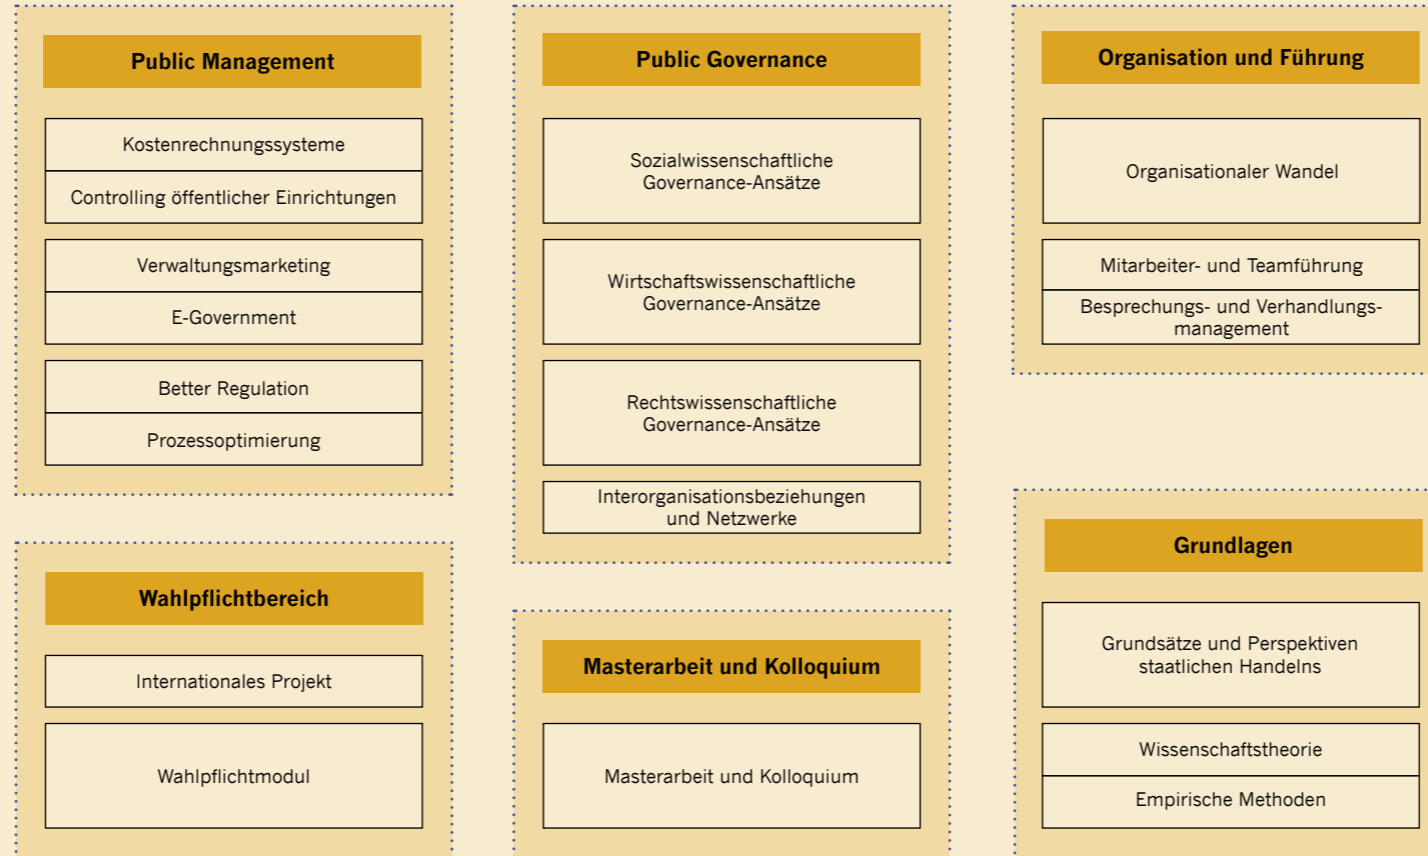 Public Management
Kostenrechnungssysteme
Controlling öffentlicher Einrichtungen
Verwaltungsmarketing
E-Government
Better Regulation
Prozessoptimierung
Wahlpflichtbereich
Internationales Projekt
Wahlpflichtmodul
Public Governance
Sozialwissenschaftliche
Governance-Ansätze
Wirtschaftswissenschaftliche
Governance-Ansätze
Rechtswissenschaftliche
Governance-Ansätze
Interorganisationsbeziehungen
und Netzwerke
Masterarbeit und Kolloquium
Masterarbeit und Kolloquium
Organisation und Führung
Organisationaler Wandel
Mitarbeiter- und Teamführung
Besprechungs- und Verhandlungs-
management
Grundlagen
Grundsätze und Perspektiven
staatlichen Handelns
Wissenschaftstheorie
Empirische Methoden